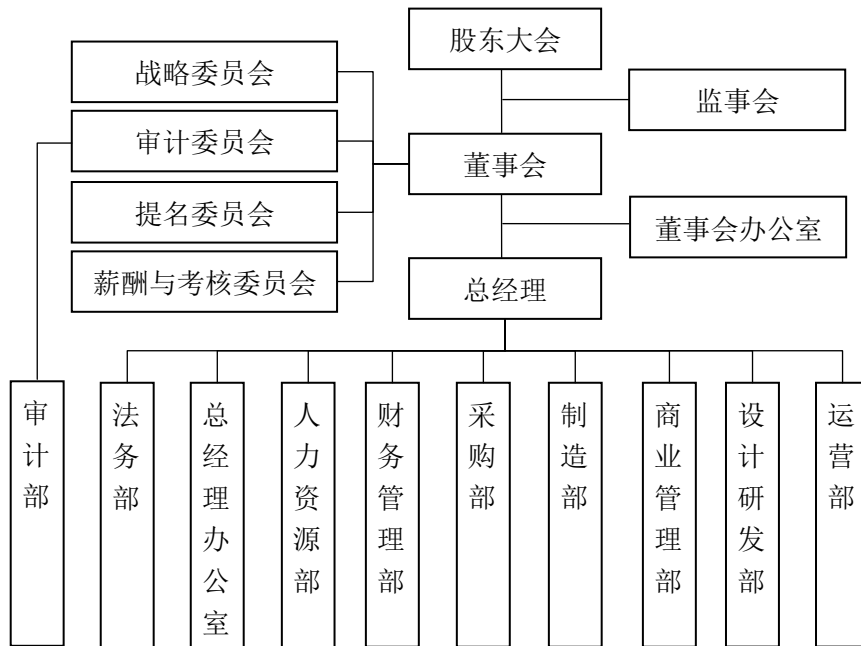 股东大会
战略委员会
监事会
审计委员会
董事会
提名委员会
董事会办公室
薪酬与考核委员会
总经理
审计部
法务部
总经理办公室
人力资源部
财务管理部
采购部
制造部
商业管理部
设计研发部
运营部